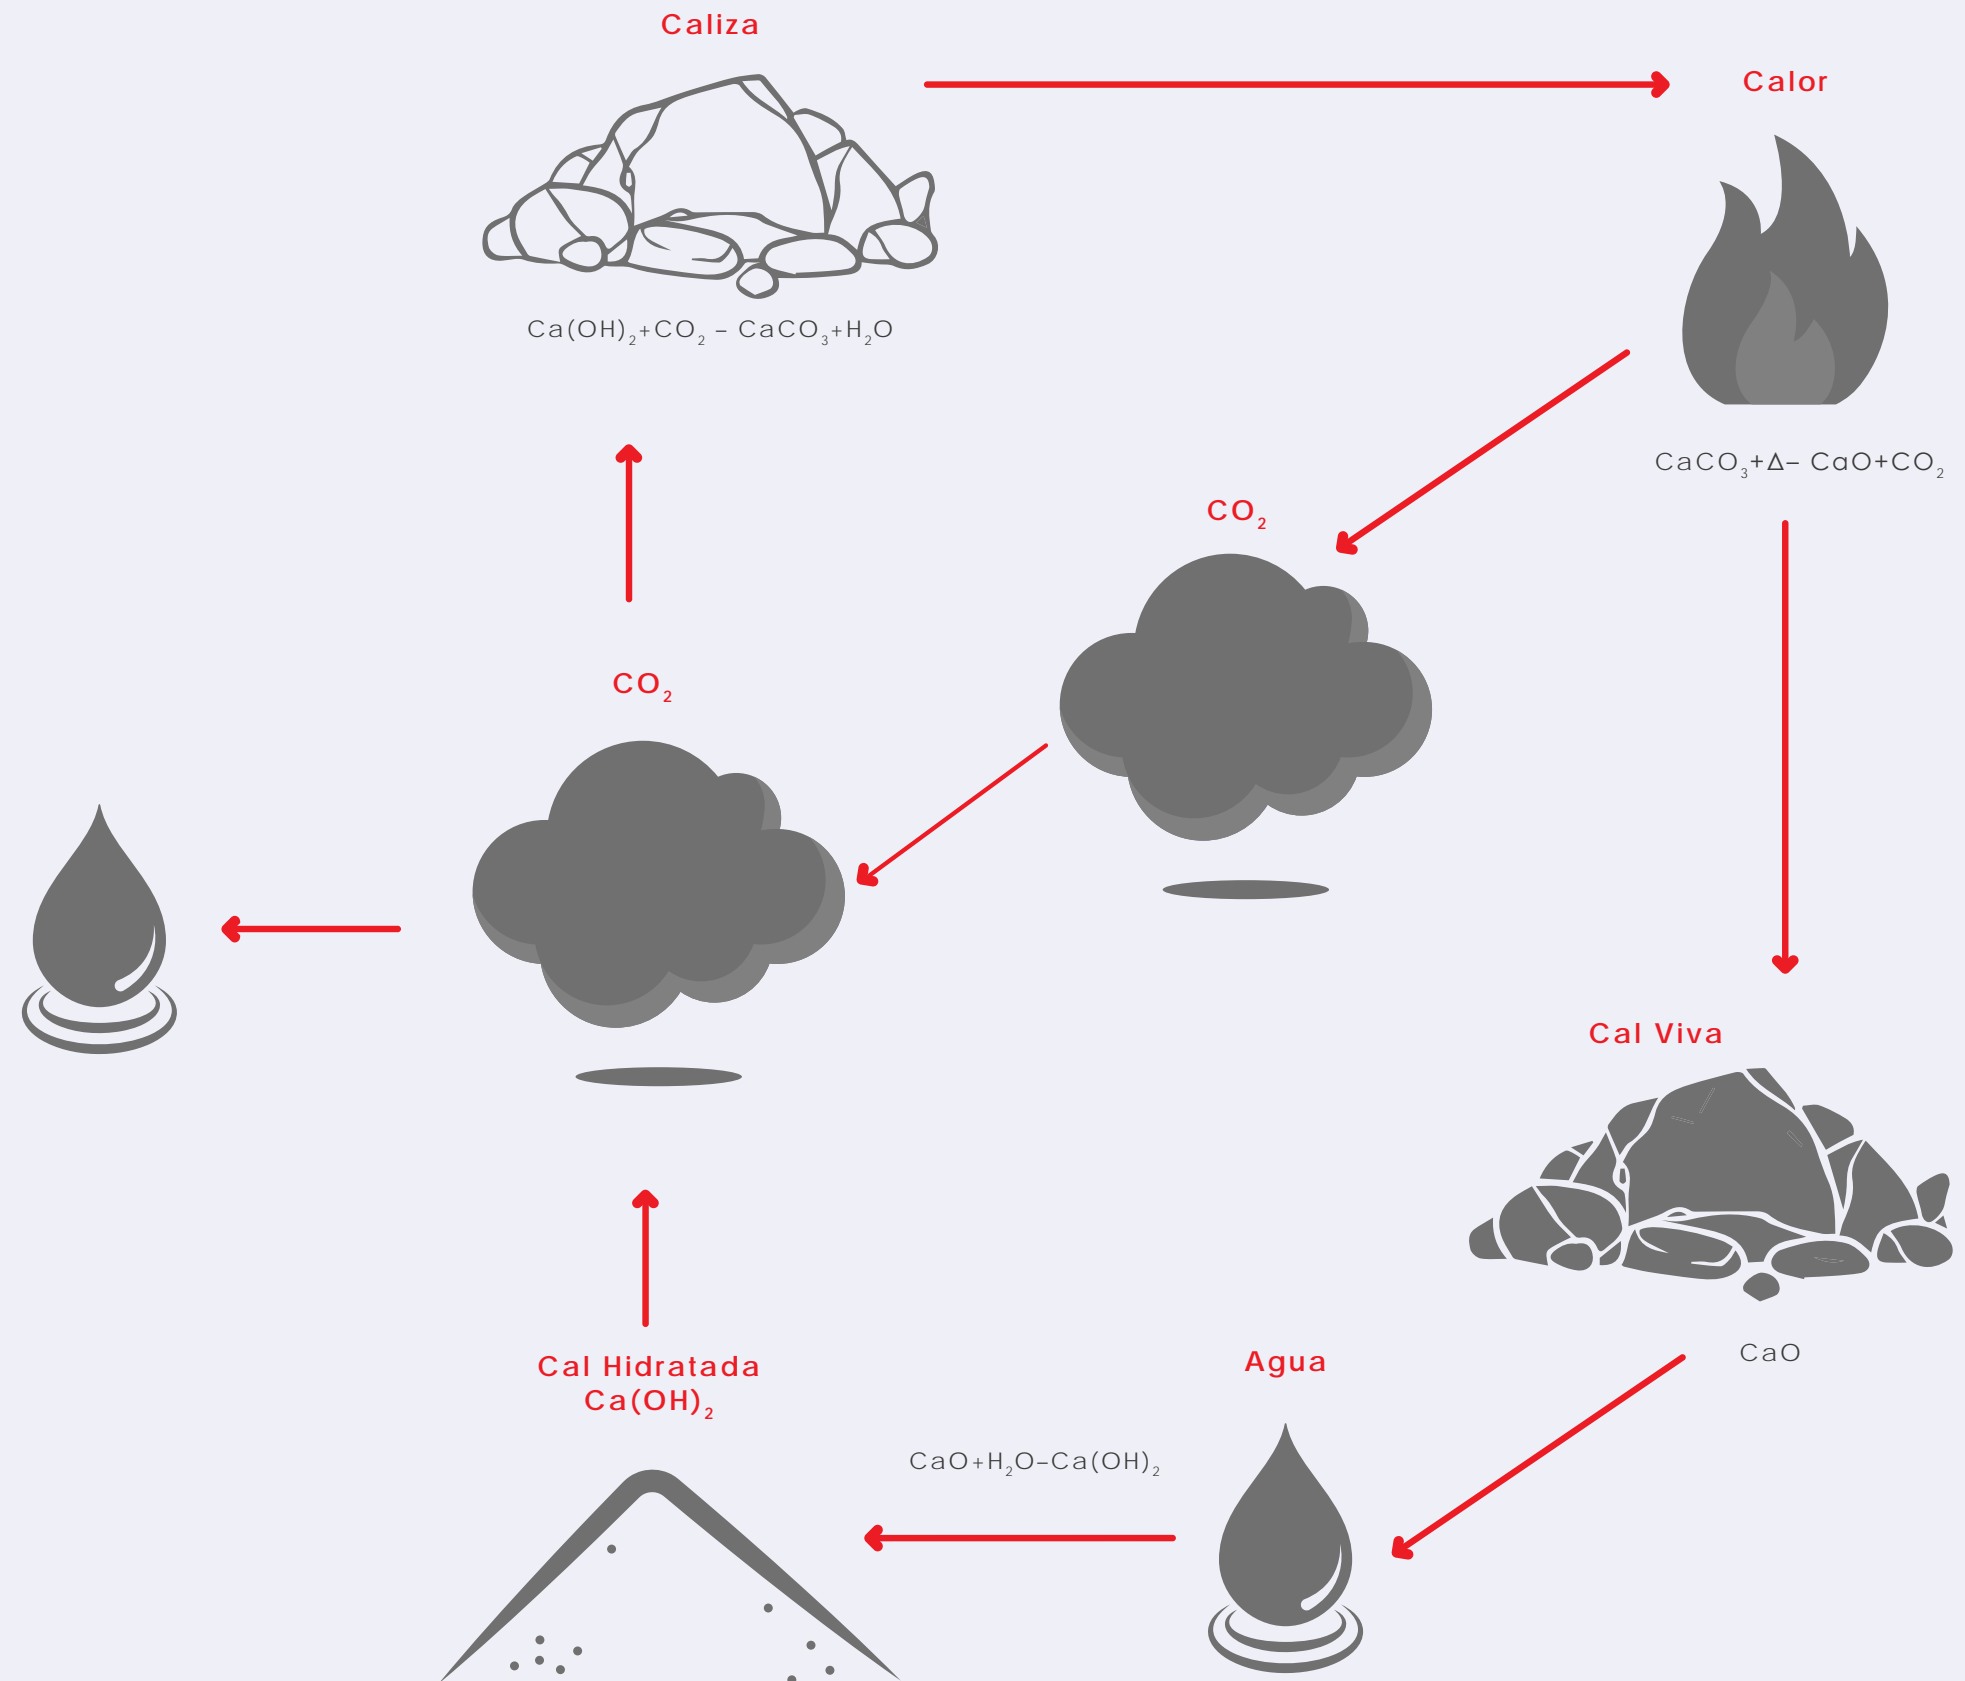 Caliza
Calor
Ca(OH)₂+CO₂ – CaCO₃+H₂O
CaCO₃+Δ– CaO+CO₂
CO₂
CO₂
Cal Viva
CaO
Cal Hidratada
Ca(OH)₂
Agua
CaO+H₂O–Ca(OH)₂